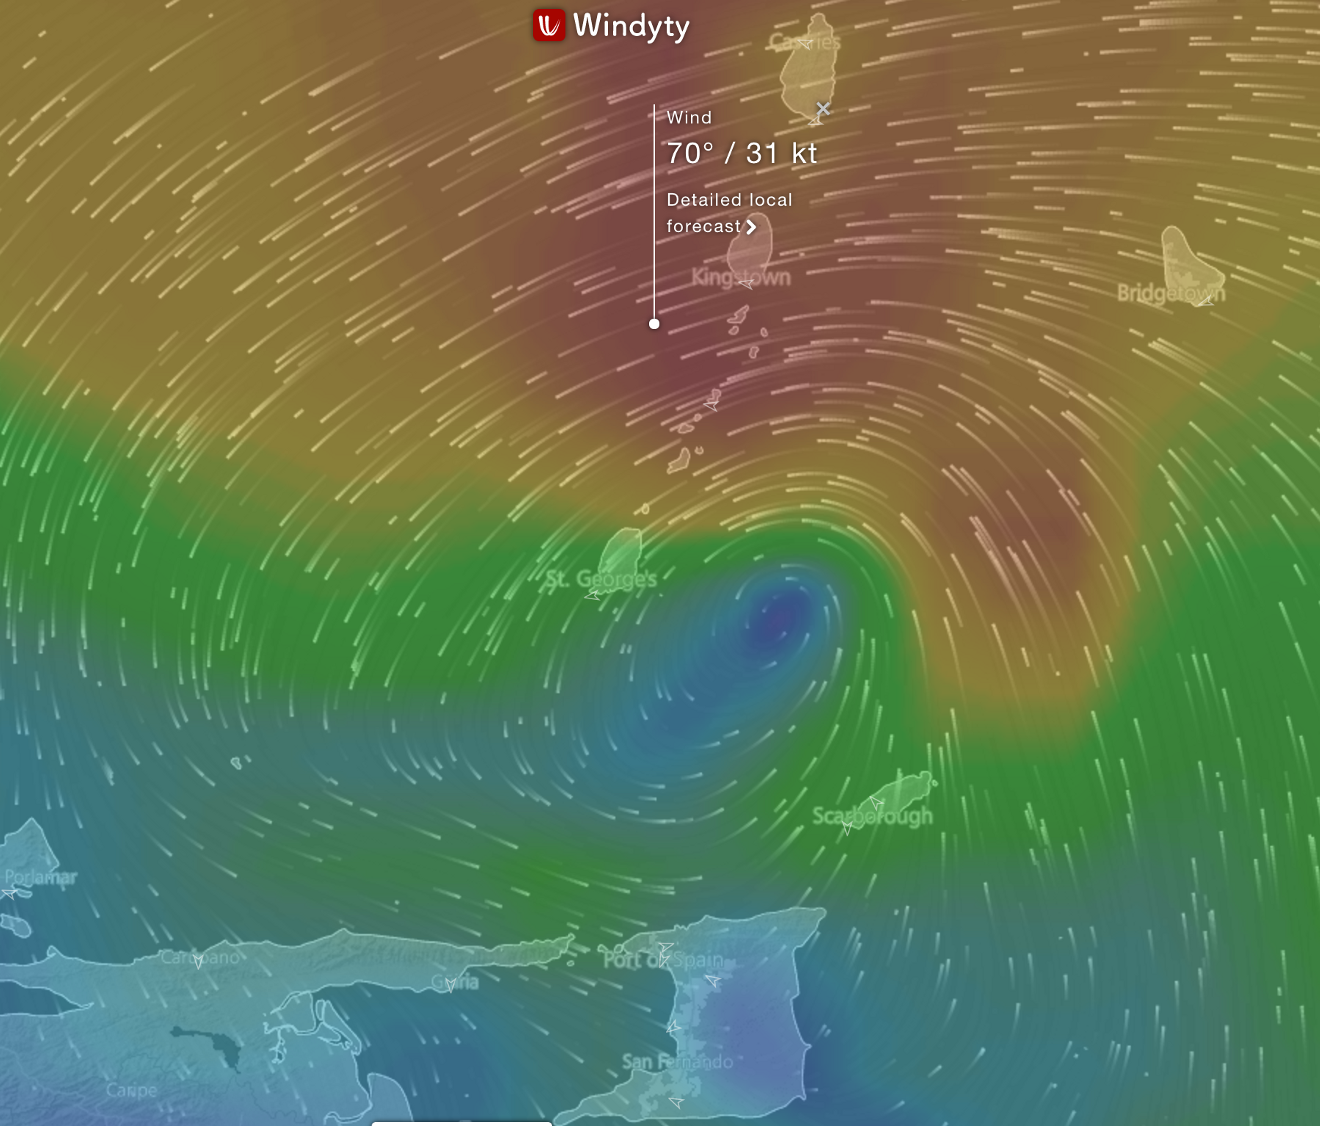 Windyty
Castries
Wind
70° / 31 kt
Detailed local
forecast
Kingstown
Bridgetown
St. George's
Scarborough
Porlamar
Carúpano
Port of Spain
Güiria
San Fernando
Caripe